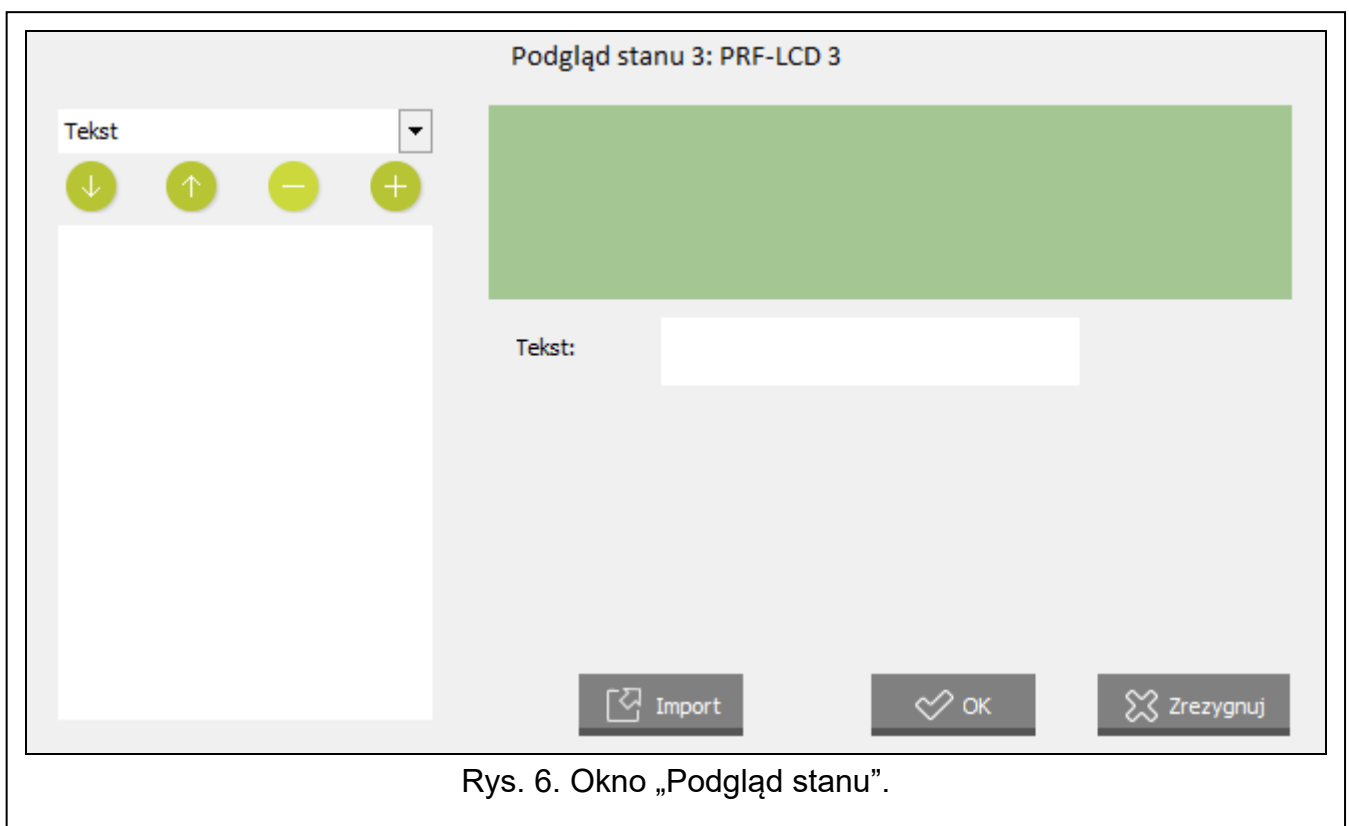 Podgląd stanu 3: PRF-LCD 3
Tekst
Tekst:
Import
OK
Zrezygnuj
Rys. 6. Okno „Podgląd stanu”.